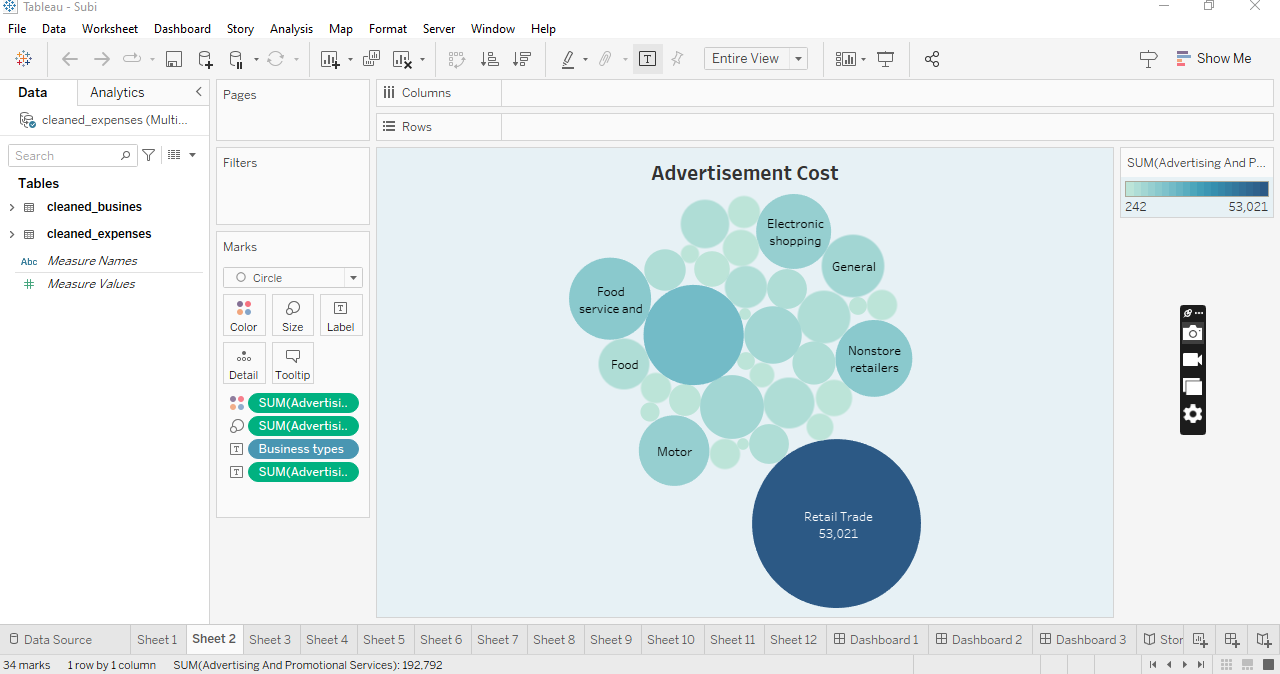 Tableau - Subi
File Data Worksheet Dashboard Story Analysis Map Format Server Window Help
Entire View
Show Me
Data
Analytics
cleaned_expenses (Multi...
Search
Tables
cleaned_busines
cleaned_expenses
Abc Measure Names
Measure Values
Pages
Filters
Marks
Circle
Color
Size
Label
Detail
Tooltip
SUM(Advertisi..
SUM(Advertisi..
Business types
SUM(Advertisi..
Columns
Rows
Advertisement Cost
Electronic
shopping
General
Food
service and
Nonstore
retailers
Food
Motor
Retail Trade
53,021
SUM(Advertising And P...
242 53,021
Data Source Sheet 1 Sheet 2 Sheet 3 Sheet 4 Sheet 5 Sheet 6 Sheet 7 Sheet 8 Sheet 9 Sheet 10 Sheet 11 Sheet 12 Dashboard 1 Dashboard 2 Dashboard 3 Stor
34 marks 1 row by 1 column SUM(Advertising And Promotional Services): 192,792